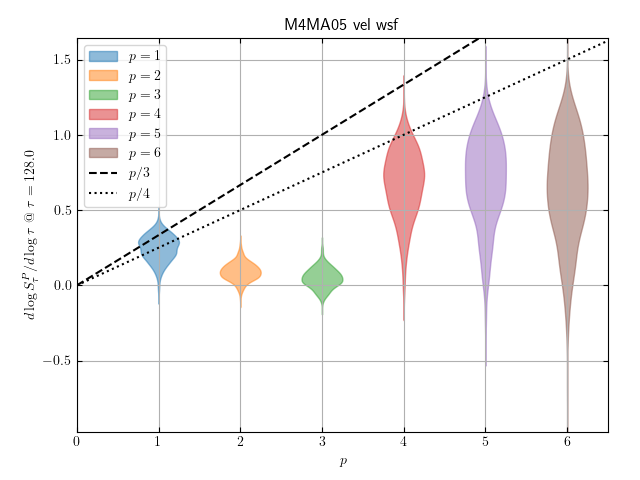 M4MA05 vel wsf
d log S_τ^P / d log τ @ τ = 128.0
1.5
1.0
0.5
0.0
−0.5
p = 1
p = 2
p = 3
p = 4
p = 5
p = 6
p/3
p/4
0 1 2 3 4 5 6
p